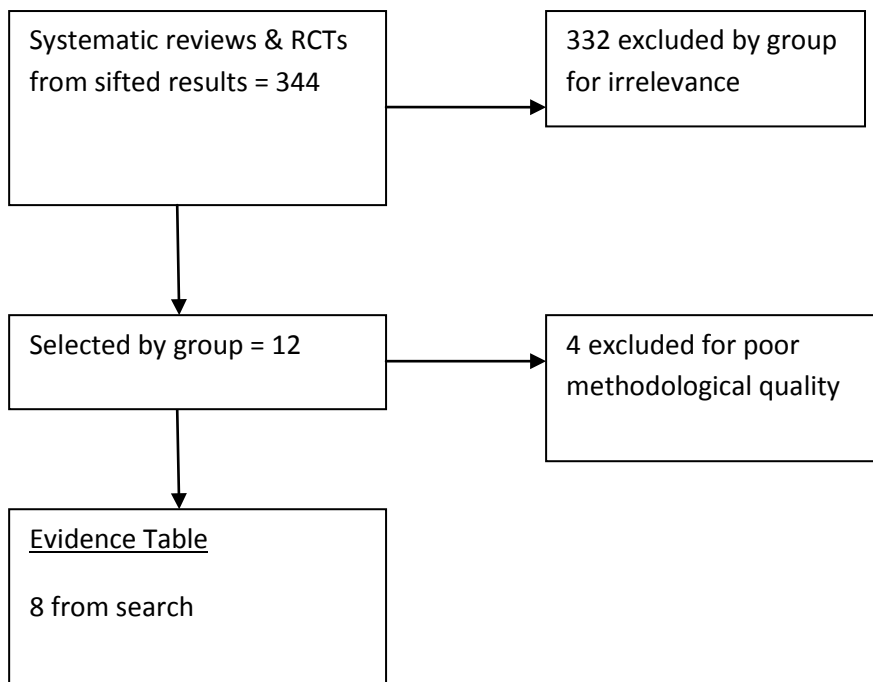 Systematic reviews & RCTs
from sifted results = 344
332 excluded by group
for irrelevance
Selected by group = 12
4 excluded for poor
methodological quality
Evidence Table
8 from search